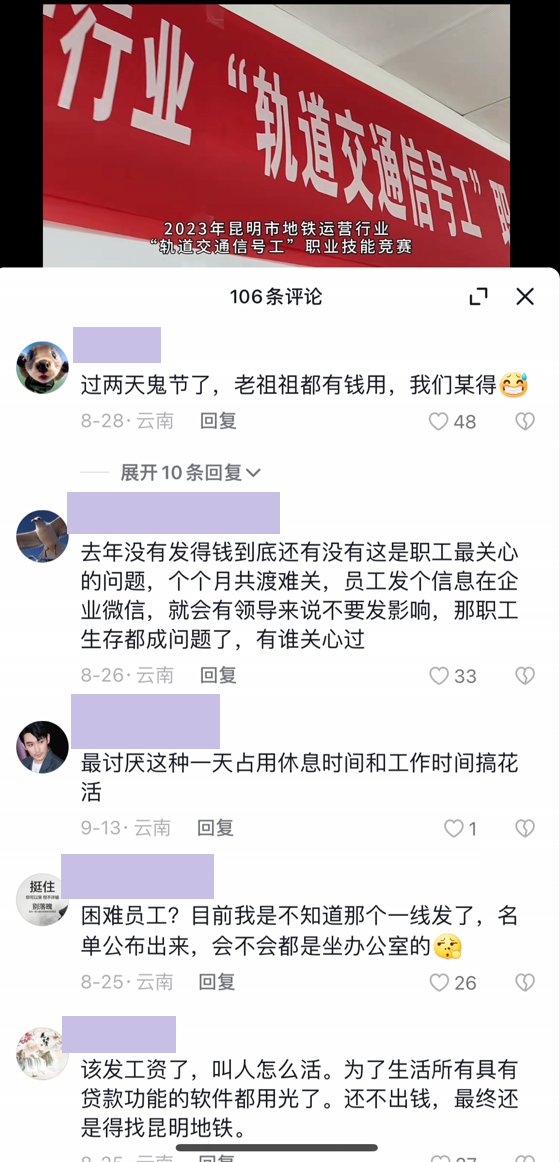 行业“轨道交通信号工”职
2023年昆明市地铁运营行业
“轨道交通信号工”职业技能竞赛
106条评论
过两天鬼节了，老祖祖都有钱用，我们某得😅
8-28·云南 回复
48
展开10条回复
去年没有发得钱到底还有没有这是职工最关心
的问题，个个月共渡难关，员工发个信息在企
业微信，就会有领导来说不要发影响，那职工
生存都成问题了，有谁关心过
8-26·云南 回复
33
最讨厌这种一天占用休息时间和工作时间搞花
活
9-13·云南 回复
1
挺住
别落魄
困难员工？目前我是不知道那个一线发了，名
单公布出来，会不会都是坐办公室的🤫
8-25·云南 回复
26
该发工资了，叫人怎么活。为了生活所有具有
贷款功能的软件都用光了。还不出钱，最终还
是得找昆明地铁。
8-25·云南 回复
27